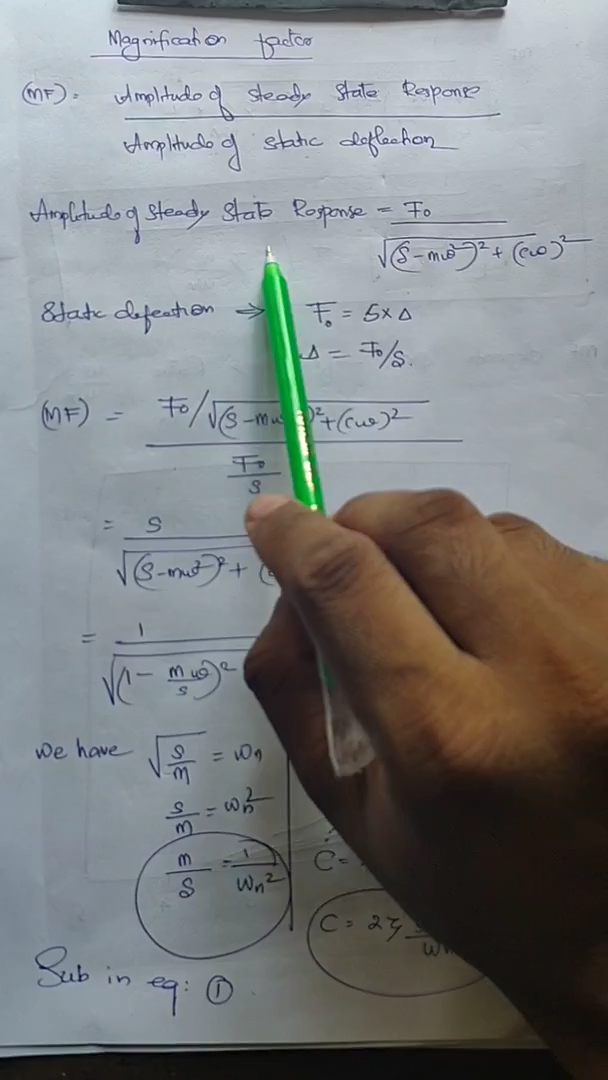 Magnification factor
(MF) = Amplitude of steady state Response
Amplitude of static deflection
Amplitude of steady state Response = F₀
√(S-mω²)² + (cω)²
Static defection → F₀ = S×Δ
Δ = F₀/S.
(MF) = F₀/√(S-mω²)²+(cω)²
F₀
S
= S
√(S-mω²)² +
= 1
√(1 - mω²/s)²
we have √s/m = ωn
s/m = ωn²
m/S = 1/ωn²
C =
C = 2ζ
Sub in eq: ①